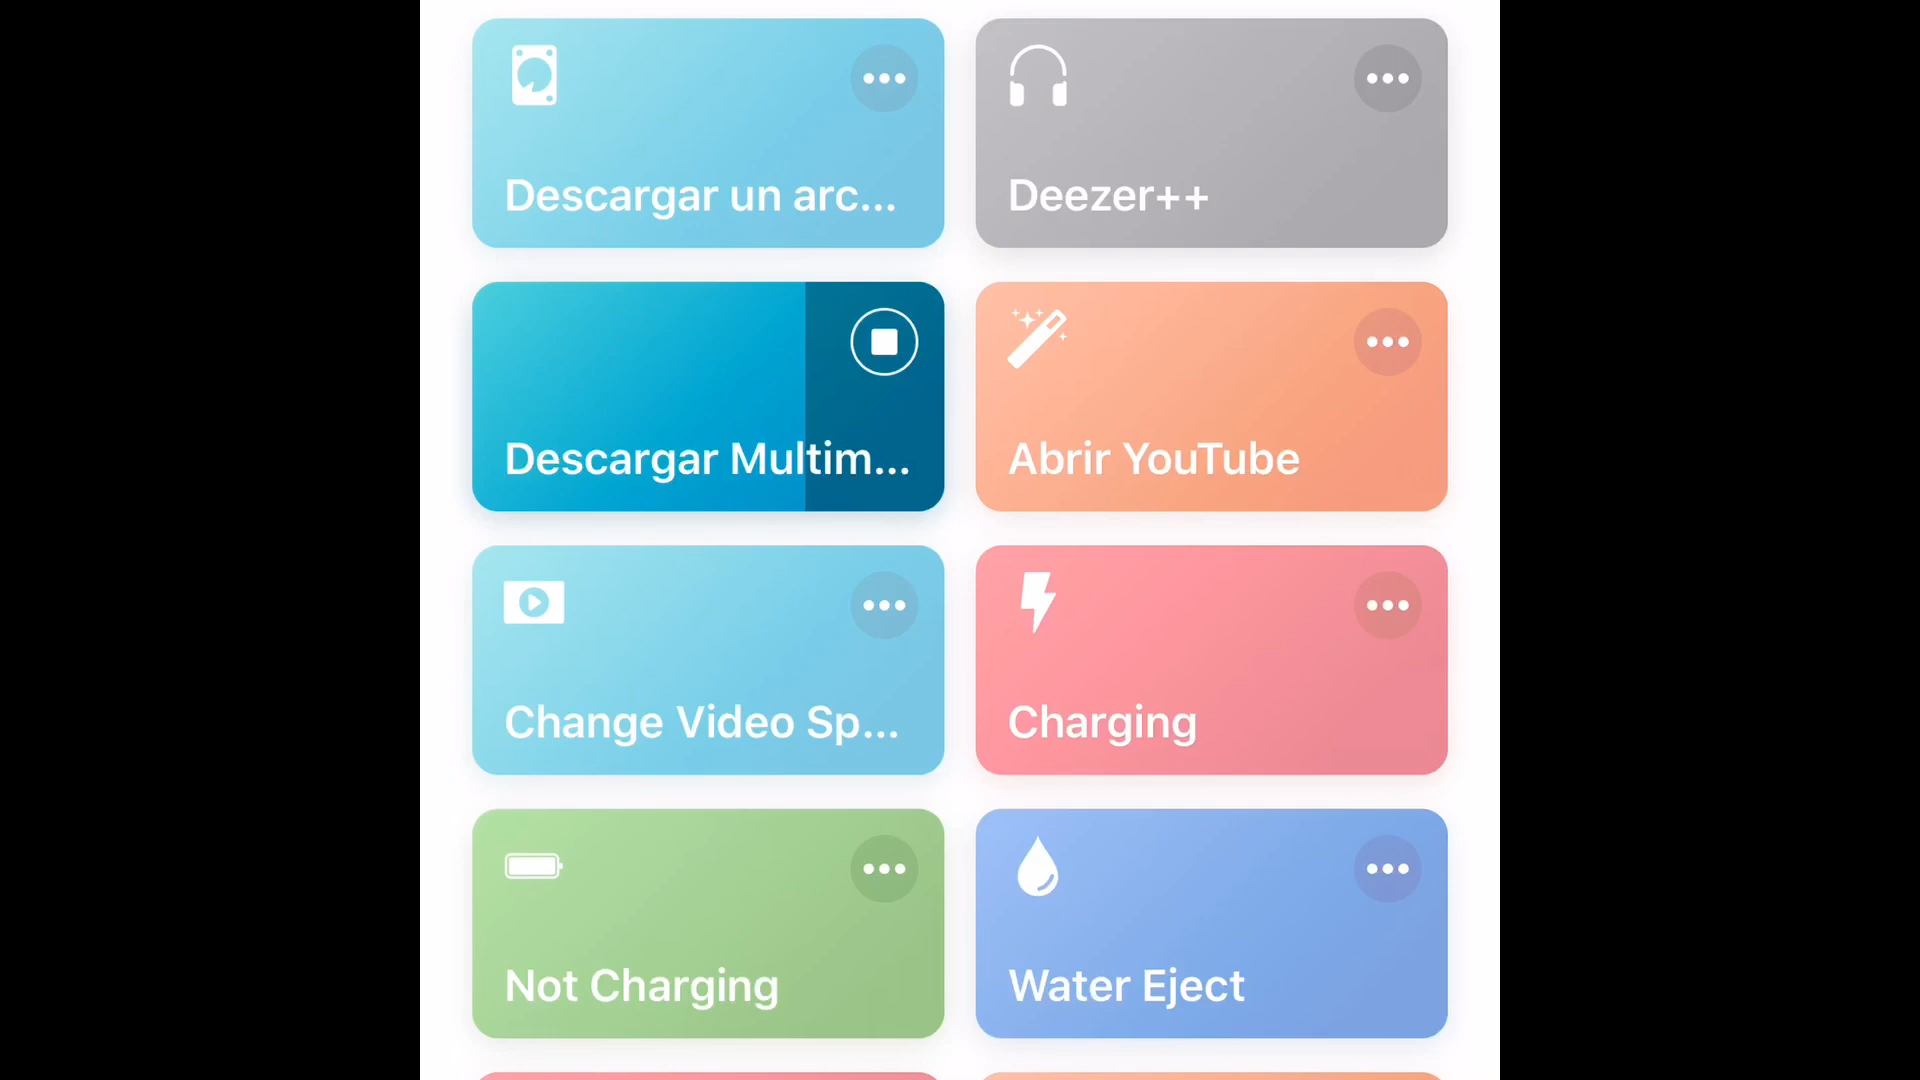 Descargar un arc...
Deezer++
Descargar Multim...
Abrir YouTube
Change Video Sp...
Charging
Not Charging
Water Eject